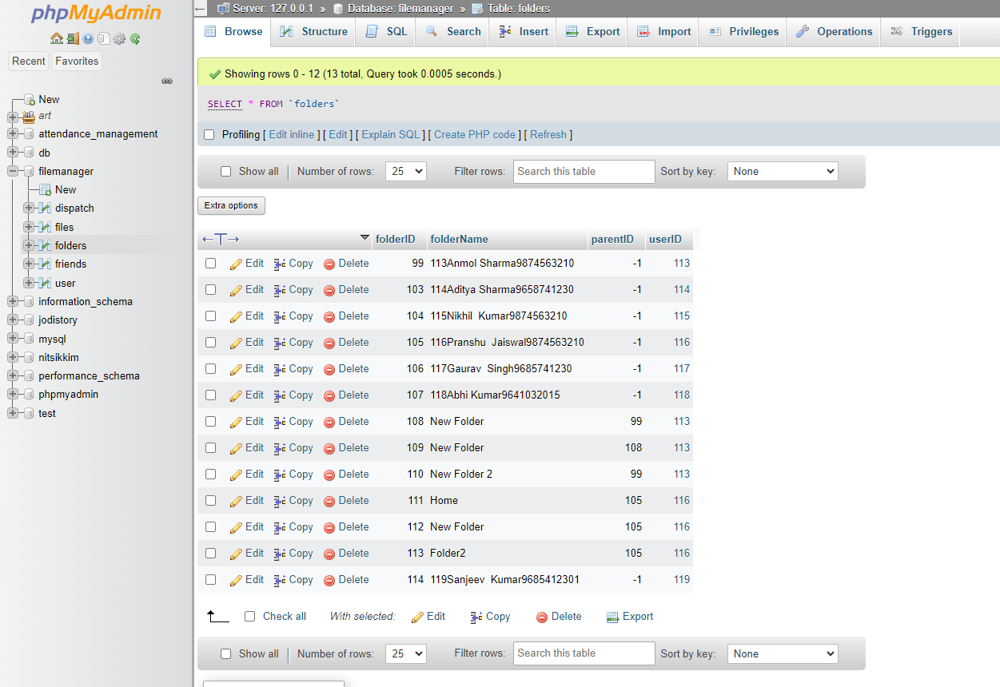 phpMyAdmin
Recent Favorites
New
art
attendance_management
db
filemanager
New
dispatch
files
folders
friends
user
information_schema
jodistory
mysql
nitsikkim
performance_schema
phpmyadmin
test
Server: 127.0.0.1 » Database: filemanager » Table: folders
Browse Structure SQL Search Insert Export Import Privileges Operations Triggers
Showing rows 0 - 12 (13 total, Query took 0.0005 seconds.)
SELECT * FROM `folders`
Profiling [ Edit inline ] [ Edit ] [ Explain SQL ] [ Create PHP code ] [ Refresh ]
Show all Number of rows: 25 Filter rows: Search this table Sort by key: None
Extra options
folderID folderName parentID userID
Edit Copy Delete 99 113Anmol Sharma9874563210 -1 113
Edit Copy Delete 103 114Aditya Sharma9658741230 -1 114
Edit Copy Delete 104 115Nikhil  Kumar9874563210 -1 115
Edit Copy Delete 105 116Pranshu  Jaiswal9874563210 -1 116
Edit Copy Delete 106 117Gaurav  Singh9685741230 -1 117
Edit Copy Delete 107 118Abhi Kumar9641032015 -1 118
Edit Copy Delete 108 New Folder 99 113
Edit Copy Delete 109 New Folder 108 113
Edit Copy Delete 110 New Folder 2 99 113
Edit Copy Delete 111 Home 105 116
Edit Copy Delete 112 New Folder 105 116
Edit Copy Delete 113 Folder2 105 116
Edit Copy Delete 114 119Sanjeev  Kumar9685412301 -1 119
Check all With selected: Edit Copy Delete Export
Show all Number of rows: 25 Filter rows: Search this table Sort by key: None